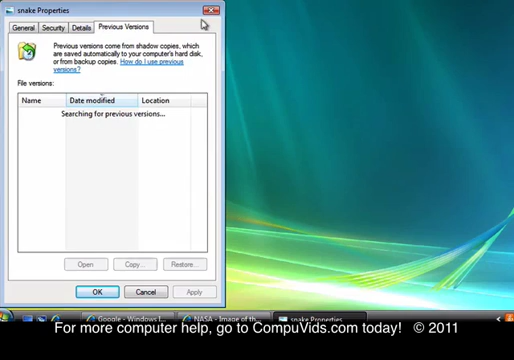 snake Properties
General Security Details Previous Versions
Previous versions come from shadow copies, which
are saved automatically to your computer's hard disk,
or from backup copies. How do I use previous
versions?
File versions:
Name Date modified Location
Searching for previous versions...
Open Copy... Restore...
OK Cancel Apply
Google - Windows I... NASA - Image of th... snake Properties
For more computer help, go to CompuVids.com today! © 2011